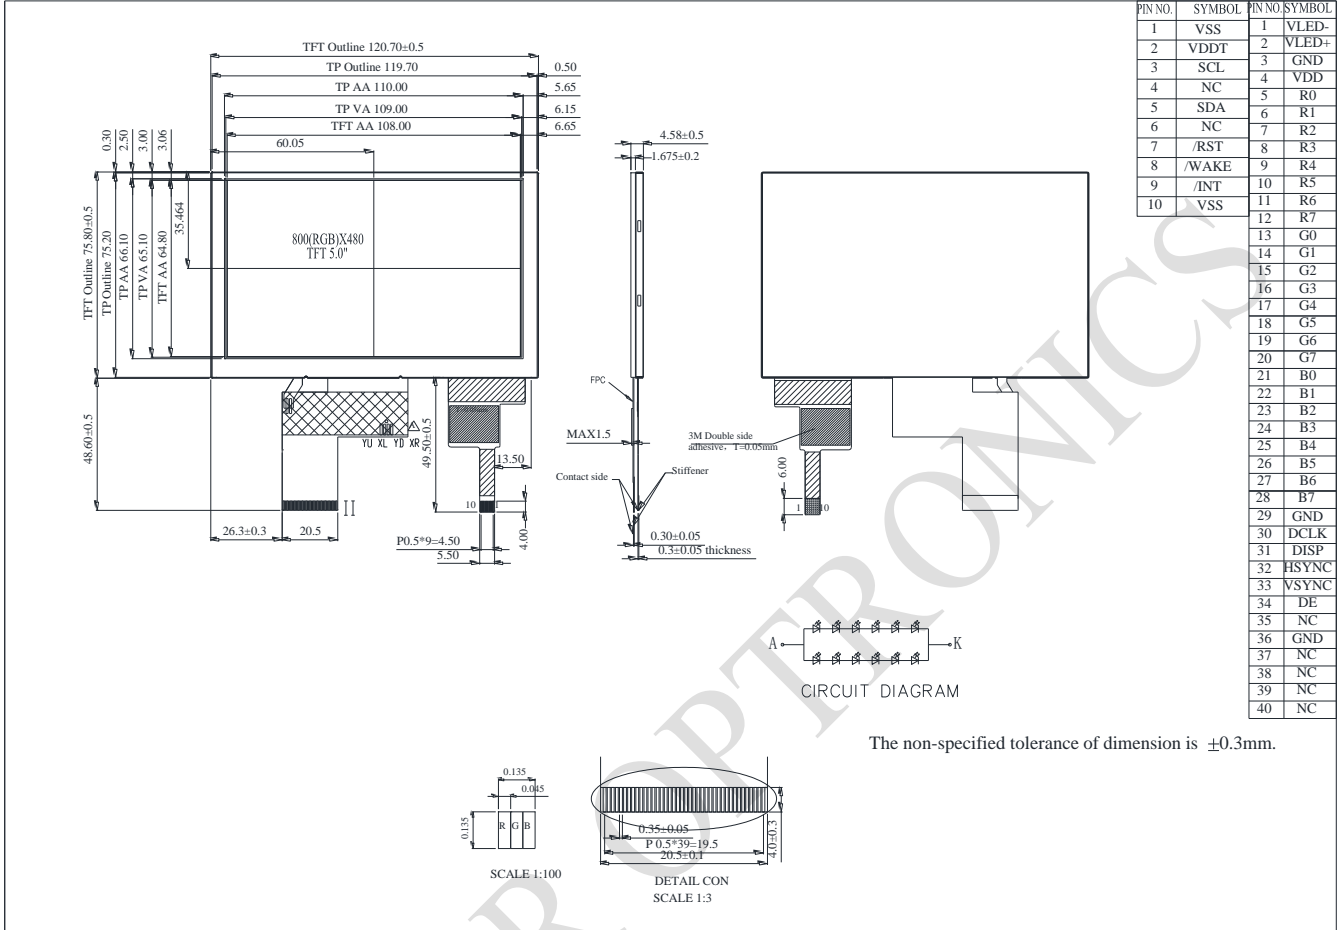 TFT Outline 120.70±0.5
TP Outline 119.70
TP AA 110.00
TP VA 109.00
TFT AA 108.00
60.05
0.50
5.65
6.15
6.65
0.30
2.50
3.00
3.06
TFT Outline 75.80±0.5
TP Outline 75.20
TP AA 66.10
TP VA 65.10
TFT AA 64.80
35.464
800(RGB)X480
TFT 5.0"
48.60±0.5
YU XL YD XR
49.50±0.5
13.50
10 1
26.3±0.3
20.5
P0.5*9=4.50
5.50
4.00
4.58±0.5
1.675±0.2
FPC
MAX1.5
Contact side
Stiffener
0.30±0.05
0.3±0.05 thickness
3M Double side
adhesive, T=0.05mm
6.00
1 10
A K
CIRCUIT DIAGRAM
The non-specified tolerance of dimension is ±0.3mm.
0.135
0.045
0.135
R G B
SCALE 1:100
0.35±0.05
P 0.5*39=19.5
20.5±0.1
4.0±0.3
DETAIL CON
SCALE 1:3
PIN NO. SYMBOL
1 VSS
2 VDDT
3 SCL
4 NC
5 SDA
6 NC
7 /RST
8 /WAKE
9 /INT
10 VSS
PIN NO. SYMBOL
1 VLED-
2 VLED+
3 GND
4 VDD
5 R0
6 R1
7 R2
8 R3
9 R4
10 R5
11 R6
12 R7
13 G0
14 G1
15 G2
16 G3
17 G4
18 G5
19 G6
20 G7
21 B0
22 B1
23 B2
24 B3
25 B4
26 B5
27 B6
28 B7
29 GND
30 DCLK
31 DISP
32 HSYNC
33 VSYNC
34 DE
35 NC
36 GND
37 NC
38 NC
39 NC
40 NC
R OPTRONICS